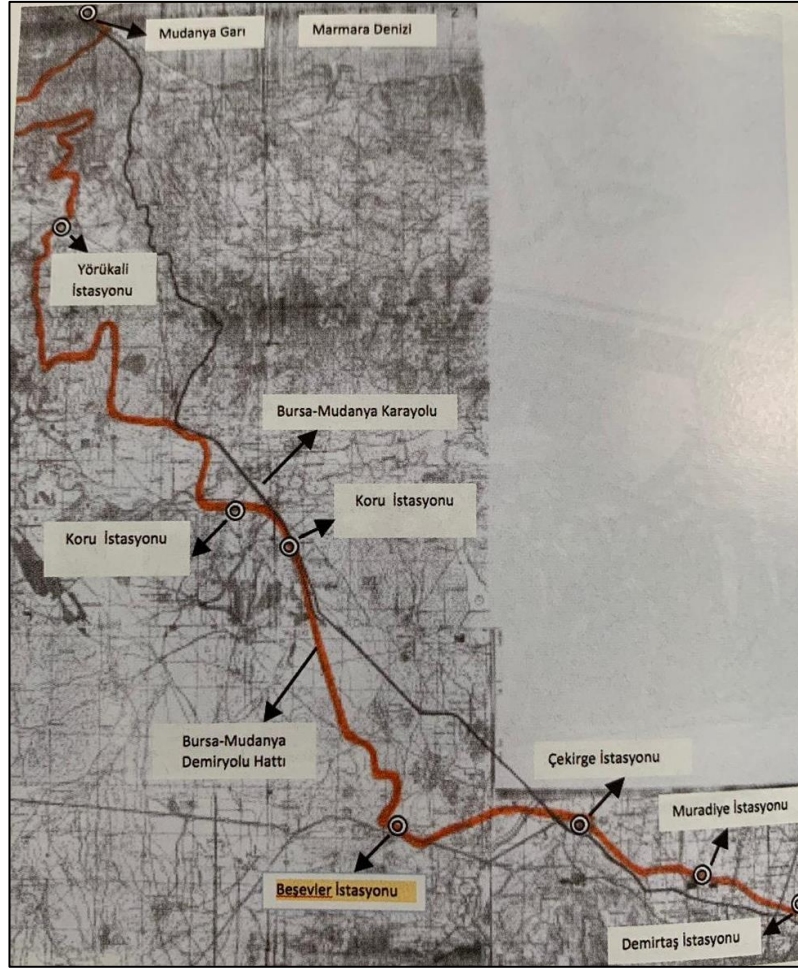 Mudanya Garı
Marmara Denizi
2
Yörükali
İstasyonu
Bursa-Mudanya Karayolu
Koru İstasyonu
Koru İstasyonu
Bursa-Mudanya
Demiryolu Hattı
Çekirge İstasyonu
Muradiye İstasyonu
Beşevler İstasyonu
Demirtaş İstasyonu